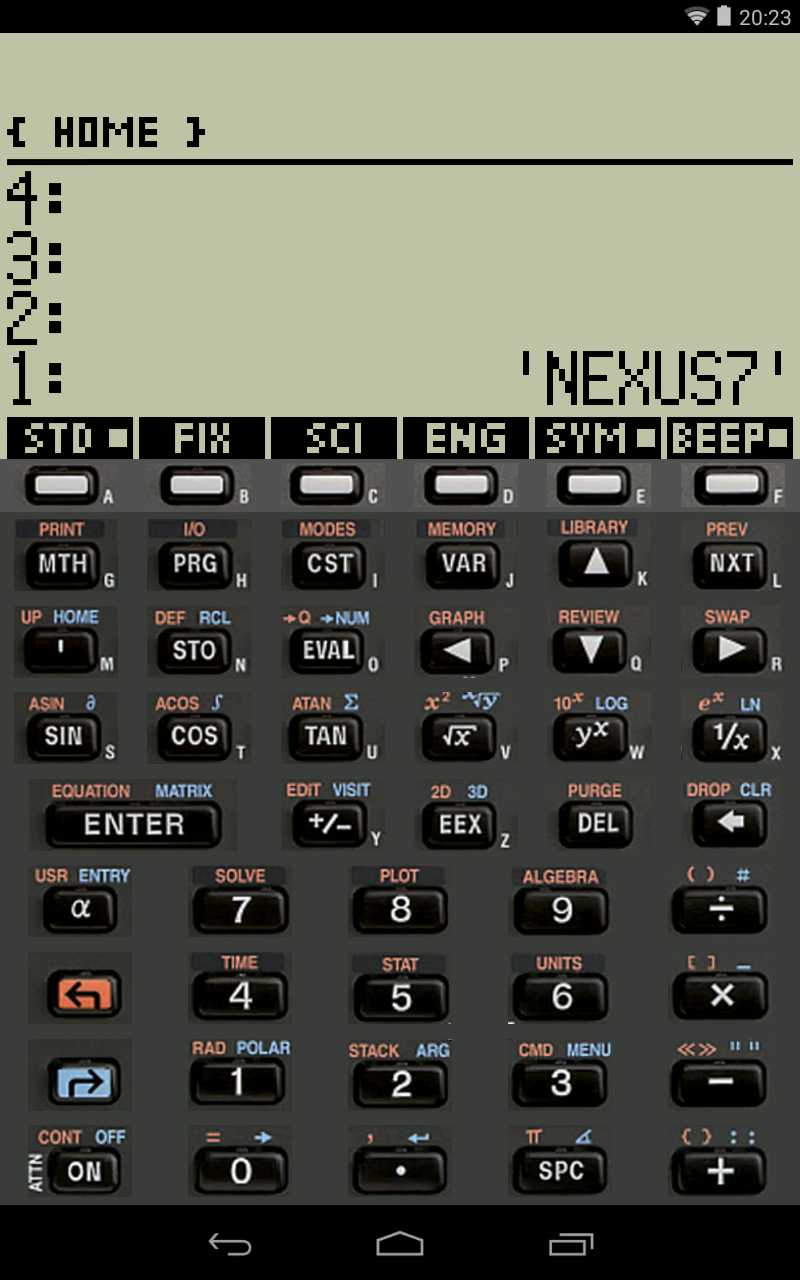 20:23
{ HOME }
4:
3:
2:
1: 'NEXUS7'
STD ■ FIX SCI ENG SYM ■ BEEP ■
A B C D E F
PRINT I/O MODES MEMORY LIBRARY PREV
MTH G PRG H CST I VAR J ▲ K NXT L
UP HOME DEF RCL →Q →NUM GRAPH REVIEW SWAP
' M STO N EVAL O ◀ P ▼ Q ▶ R
ASIN ∂ ACOS ∫ ATAN Σ x² ˣ√y 10ˣ LOG eˣ LN
SIN S COS T TAN U √x V yˣ W 1/x X
EQUATION MATRIX EDIT VISIT 2D 3D PURGE DROP CLR
ENTER +/− Y EEX Z DEL ←
USR ENTRY SOLVE PLOT ALGEBRA ( ) #
α 7 8 9 ÷
TIME STAT UNITS [ ] _
4 5 6 ×
RAD POLAR STACK ARG CMD MENU «» " "
1 2 3 −
CONT OFF = → , ↵ π ∡ { } : :
ATTN ON 0 . SPC +